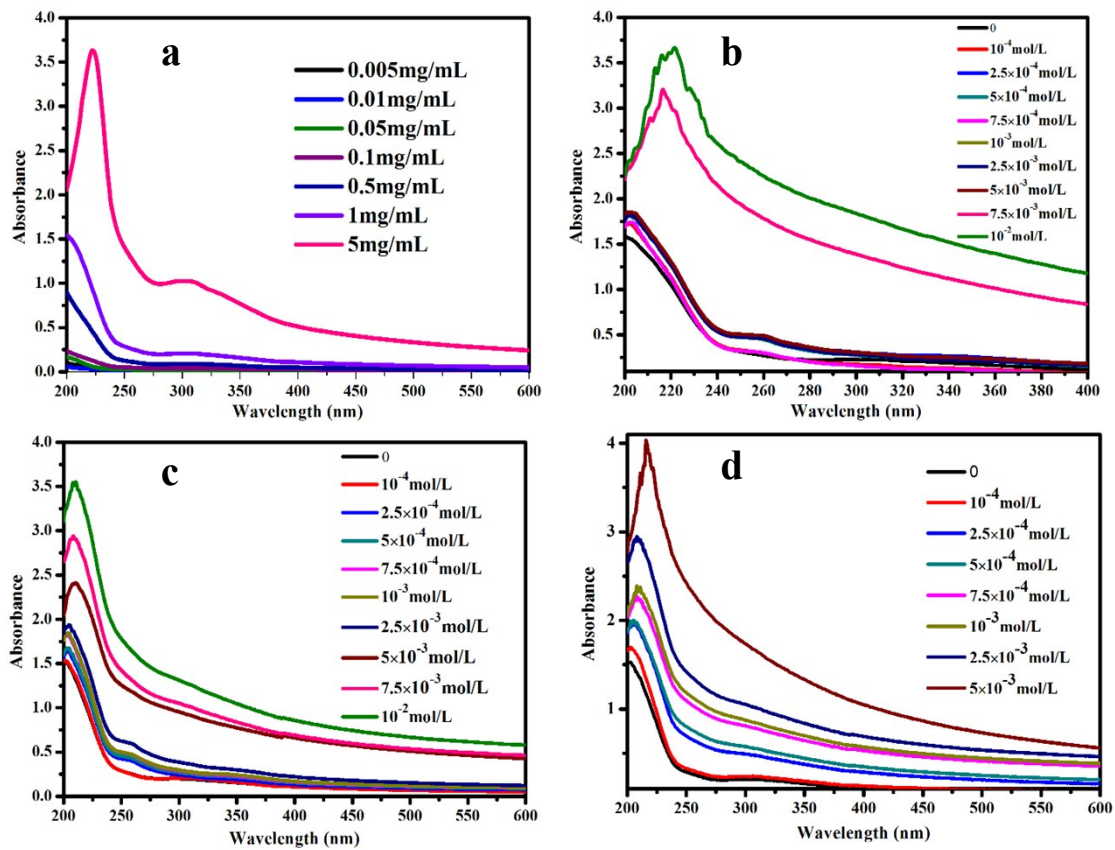 a
4.0
3.5
3.0
2.5
2.0
1.5
1.0
0.5
0.0
Absorbance
200 250 300 350 400 450 500 550 600
Wavelength (nm)
0.005mg/mL
0.01mg/mL
0.05mg/mL
0.1mg/mL
0.5mg/mL
1mg/mL
5mg/mL
b
4.0
3.5
3.0
2.5
2.0
1.5
1.0
0.5
Absorbance
200 220 240 260 280 300 320 340 360 380 400
Wavelength (nm)
0
10⁻⁴mol/L
2.5×10⁻⁴mol/L
5×10⁻⁴mol/L
7.5×10⁻⁴mol/L
10⁻³mol/L
2.5×10⁻³mol/L
5×10⁻³mol/L
7.5×10⁻³mol/L
10⁻²mol/L
c
4.0
3.5
3.0
2.5
2.0
1.5
1.0
0.5
0.0
Absorbance
200 250 300 350 400 450 500 550 600
Wavelength (nm)
0
10⁻⁴mol/L
2.5×10⁻⁴mol/L
5×10⁻⁴mol/L
7.5×10⁻⁴mol/L
10⁻³mol/L
2.5×10⁻³mol/L
5×10⁻³mol/L
7.5×10⁻³mol/L
10⁻²mol/L
d
4
3
2
1
Absorbance
200 250 300 350 400 450 500 550 600
Wavelength (nm)
0
10⁻⁴mol/L
2.5×10⁻⁴mol/L
5×10⁻⁴mol/L
7.5×10⁻⁴mol/L
10⁻³mol/L
2.5×10⁻³mol/L
5×10⁻³mol/L